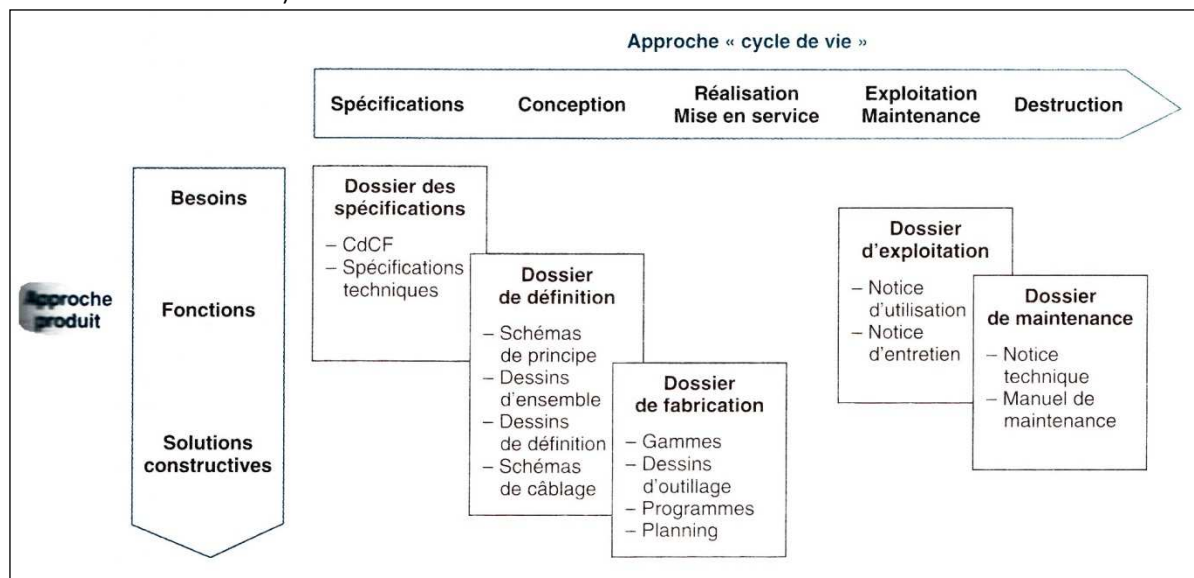 Approche « cycle de vie »
Spécifications
Conception
Réalisation
Mise en service
Exploitation
Maintenance
Destruction
Approche
produit
Besoins
Fonctions
Solutions
constructives
Dossier des
spécifications
– CdCF
– Spécifications
techniques
Dossier
de définition
– Schémas
de principe
– Dessins
d'ensemble
– Dessins
de définition
– Schémas
de câblage
Dossier
de fabrication
– Gammes
– Dessins
d'outillage
– Programmes
– Planning
Dossier
d'exploitation
– Notice
d'utilisation
– Notice
d'entretien
Dossier
de maintenance
– Notice
technique
– Manuel de
maintenance